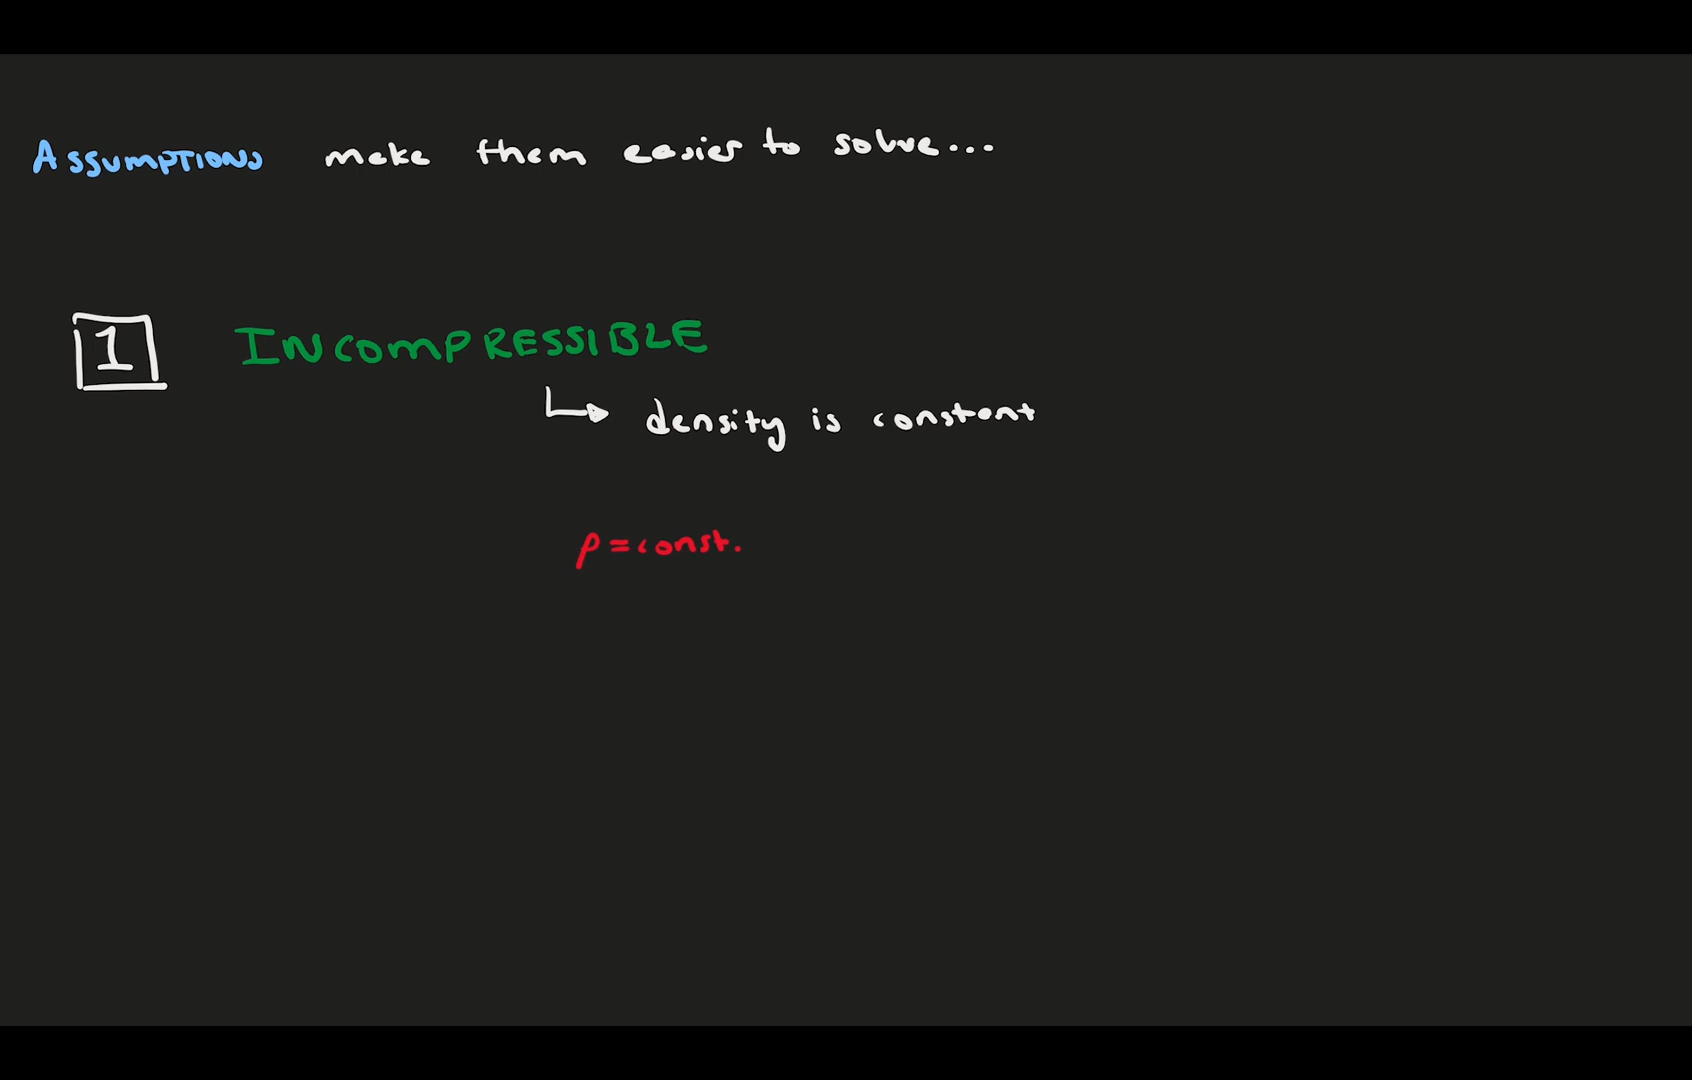 ASSUMPTIONS make them easier to solve...
1 INCOMPRESSIBLE
density is constant
ρ = const.